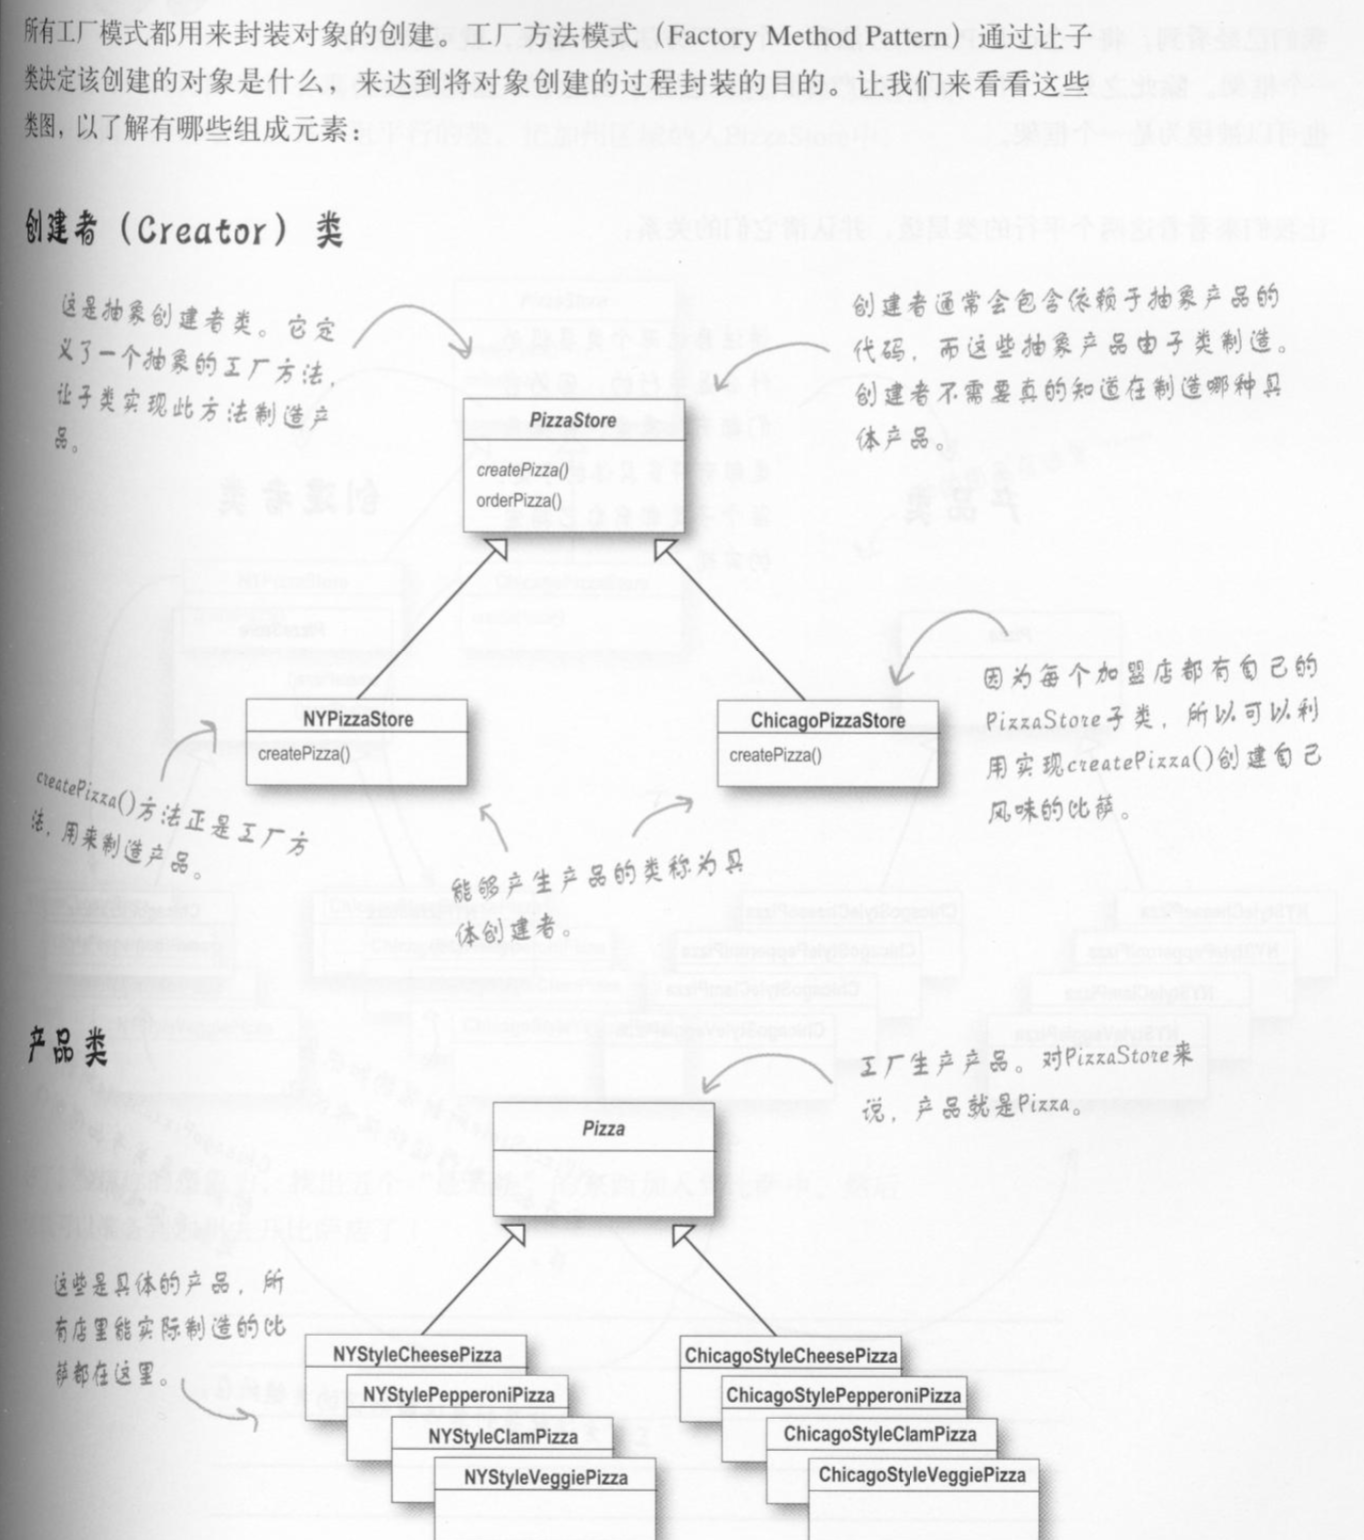 所有工厂模式都用来封装对象的创建。工厂方法模式（Factory Method Pattern）通过让子
类决定该创建的对象是什么，来达到将对象创建的过程封装的目的。让我们来看看这些
类图，以了解有哪些组成元素：
创建者（Creator）类
这是抽象创建者类。它定
义了一个抽象的工厂方法，
让子类实现此方法制造产
品。
创建者通常会包含依赖于抽象产品的
代码，而这些抽象产品由子类制造。
创建者不需要真的知道在制造哪种具
体产品。
PizzaStore
createPizza()
orderPizza()
NYPizzaStore
createPizza()
ChicagoPizzaStore
createPizza()
因为每个加盟店都有自己的
PizzaStore子类，所以可以利
用实现createPizza()创建自己
风味的比萨。
createPizza()方法正是工厂方
法，用来制造产品。
能够产生产品的类称为具
体创建者。
产品类
工厂生产产品。对PizzaStore来
说，产品就是Pizza。
Pizza
这些是具体的产品，所
有店里能实际制造的比
萨都在这里。
NYStyleCheesePizza
NYStylePepperoniPizza
NYStyleClamPizza
NYStyleVeggiePizza
ChicagoStyleCheesePizza
ChicagoStylePepperoniPizza
ChicagoStyleClamPizza
ChicagoStyleVeggiePizza